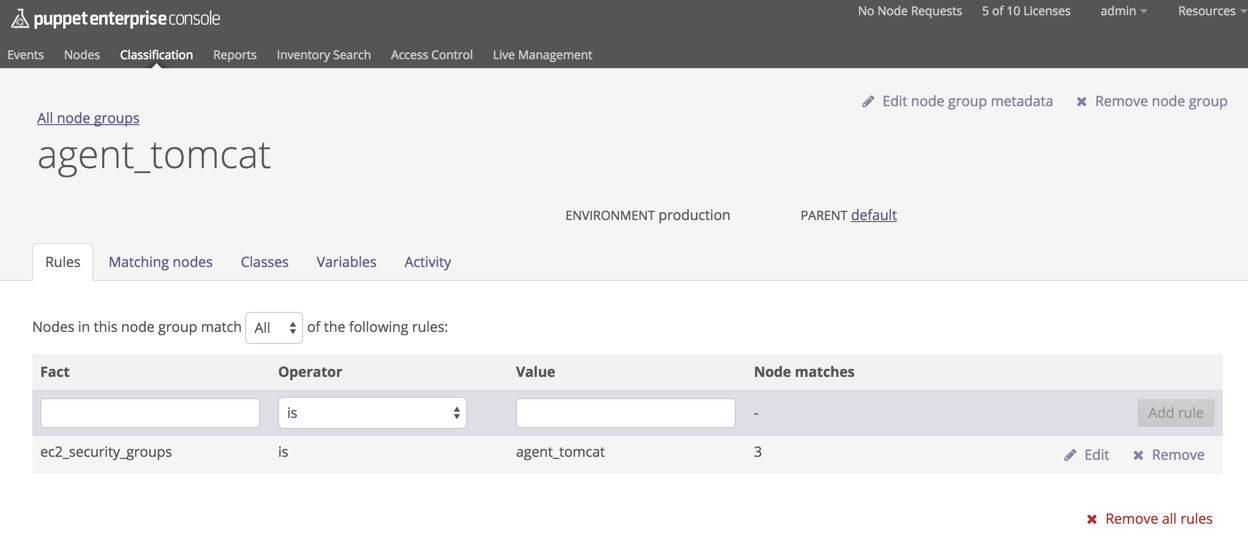 puppet enterprise console
No Node Requests 5 of 10 Licenses admin Resources
Events Nodes Classification Reports Inventory Search Access Control Live Management
Edit node group metadata Remove node group
All node groups
agent_tomcat
ENVIRONMENT production PARENT default
Rules Matching nodes Classes Variables Activity
Nodes in this node group match All of the following rules:
Fact Operator Value Node matches
is - Add rule
ec2_security_groups is agent_tomcat 3 Edit Remove
Remove all rules